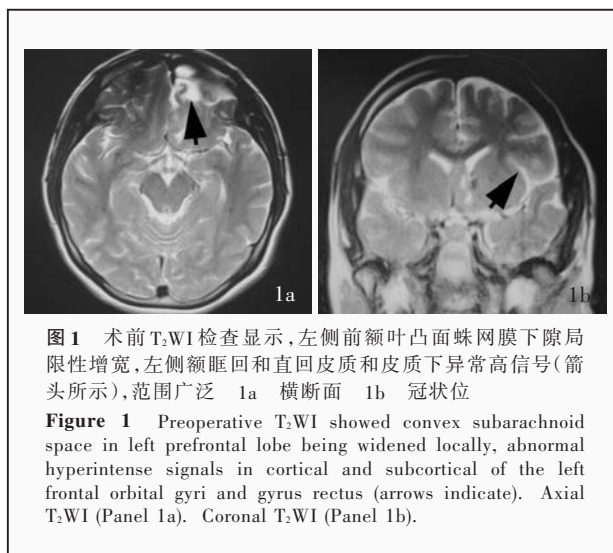 1a
1b
图1 术前T₂WI检查显示,左侧前额叶凸面蛛网膜下隙局
限性增宽,左侧额眶回和直回皮质和皮质下异常高信号(箭
头所示),范围广泛 1a 横断面 1b 冠状位
Figure 1 Preoperative T₂WI showed convex subarachnoid
space in left prefrontal lobe being widened locally, abnormal
hyperintense signals in cortical and subcortical of the left
frontal orbital gyri and gyrus rectus (arrows indicate). Axial
T₂WI (Panel 1a). Coronal T₂WI (Panel 1b).